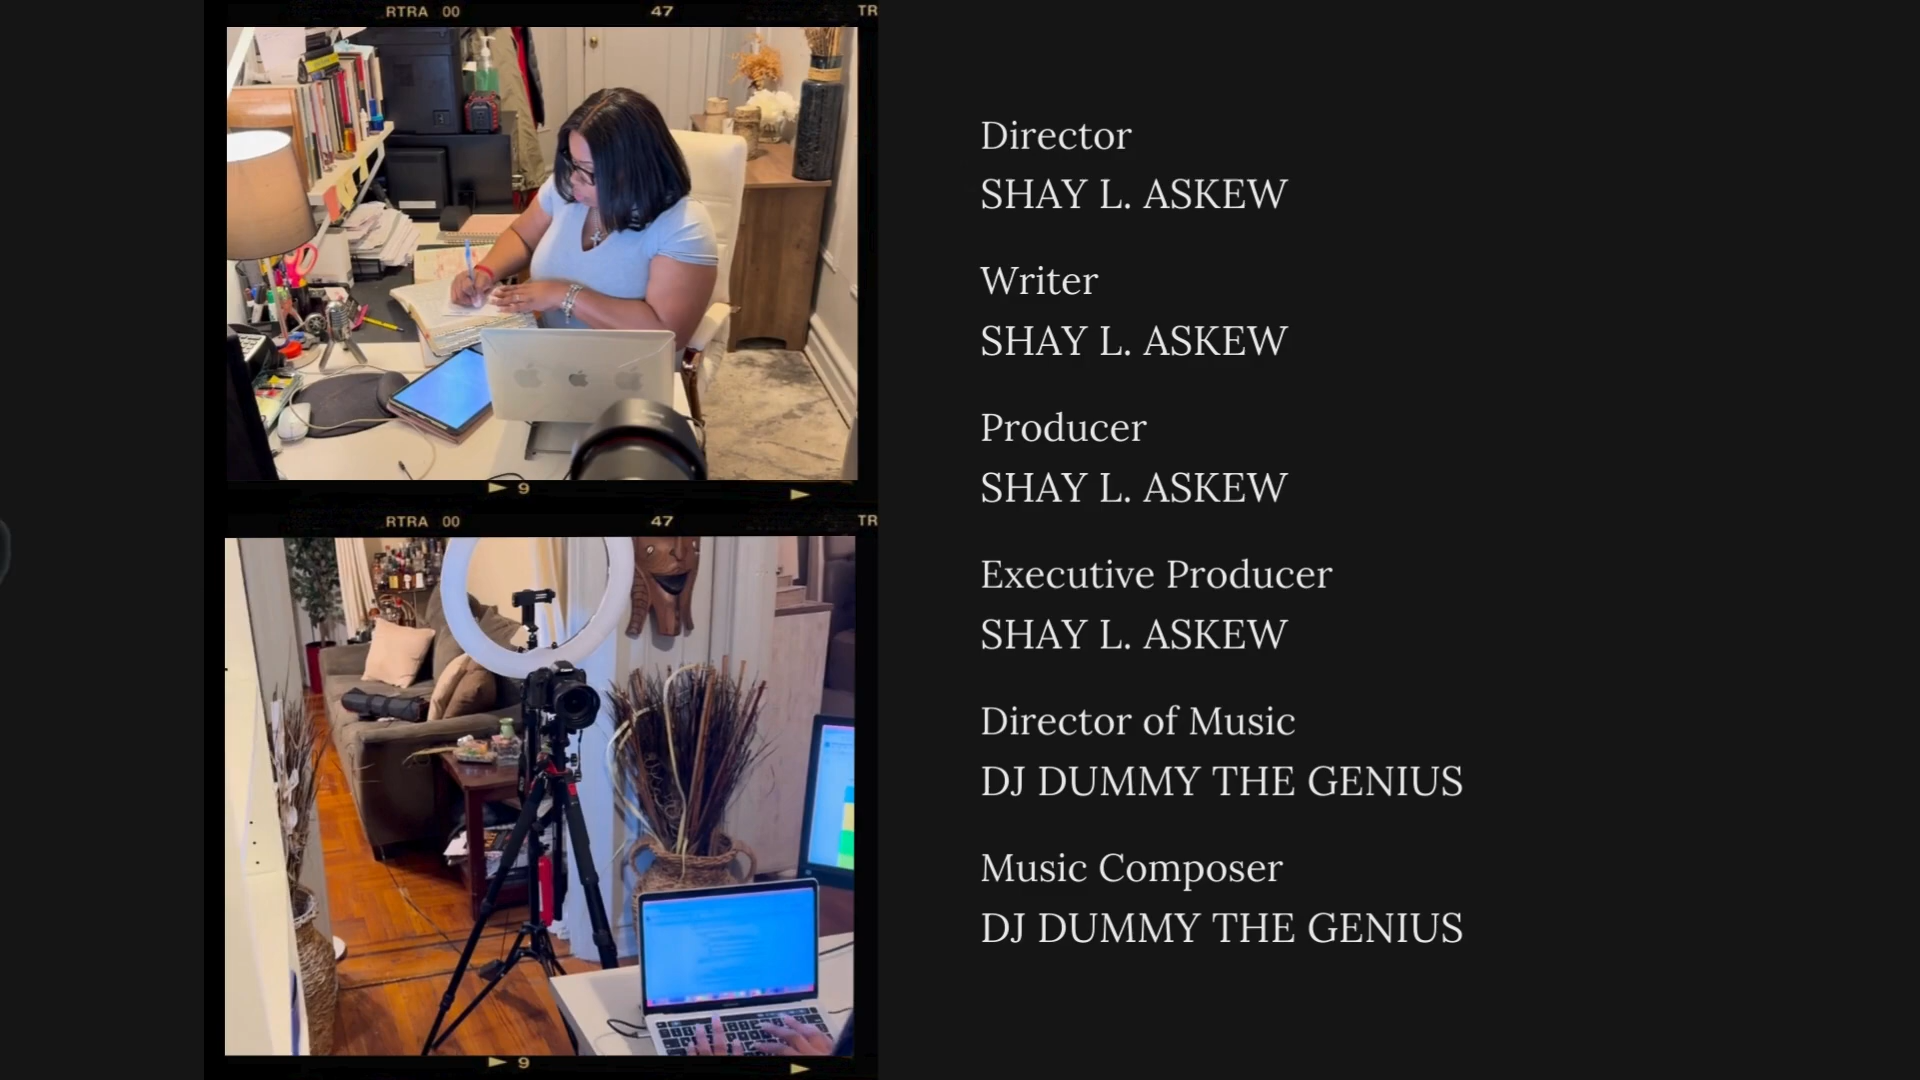 RTRA 00 47 TR
9
RTRA 00 47 TR
9
Director
SHAY L. ASKEW
Writer
SHAY L. ASKEW
Producer
SHAY L. ASKEW
Executive Producer
SHAY L. ASKEW
Director of Music
DJ DUMMY THE GENIUS
Music Composer
DJ DUMMY THE GENIUS